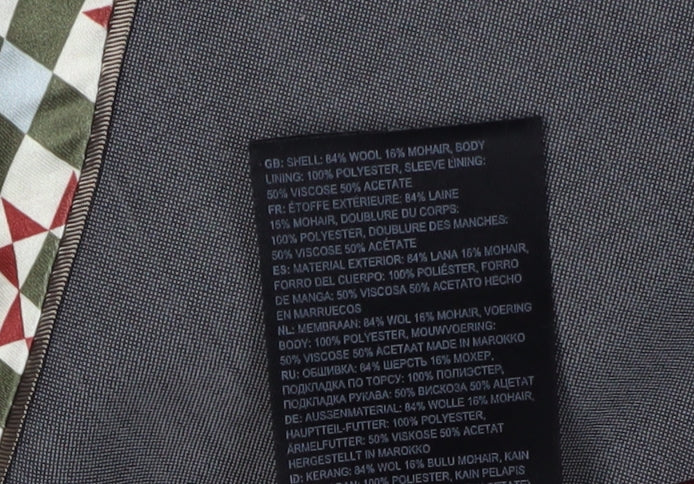 GB: SHELL: 84% WOOL 16% MOHAIR, BODY
LINING: 100% POLYESTER, SLEEVE LINING:
50% VISCOSE 50% ACETATE
FR: ÉTOFFE EXTÉRIEURE: 84% LAINE
16% MOHAIR, DOUBLURE DU CORPS:
100% POLYESTER, DOUBLURE DES MANCHES:
50% VISCOSE 50% ACÉTATE
ES: MATERIAL EXTERIOR: 84% LANA 16% MOHAIR,
FORRO DEL CUERPO: 100% POLIÉSTER, FORRO
DE MANGA: 50% VISCOSA 50% ACETATO HECHO
EN MARRUECOS
NL: MEMBRAAN: 84% WOL 16% MOHAIR, VOERING
BODY: 100% POLYESTER, MOUWVOERING:
50% VISCOSE 50% ACETAAT MADE IN MAROKKO
RU: ОБШИВКА: 84% ШЕРСТЬ 16% МОХЕР,
ПОДКЛАДКА ПО ТОРСУ: 100% ПОЛИЭСТЕР,
ПОДКЛАДКА РУКАВА: 50% ВИСКОЗА 50% АЦЕТАТ
DE: AUSSENMATERIAL: 84% WOLLE 16% MOHAIR,
HAUPTTEIL-FUTTER: 100% POLYESTER,
ÄRMELFUTTER: 50% VISKOSE 50% ACETAT
HERGESTELLT IN MAROKKO
ID: KERANG: 84% WOL 16% BULU MOHAIR, KAIN
PELAPIS BADAN: 100% POLYESTER, KAIN PELAPIS